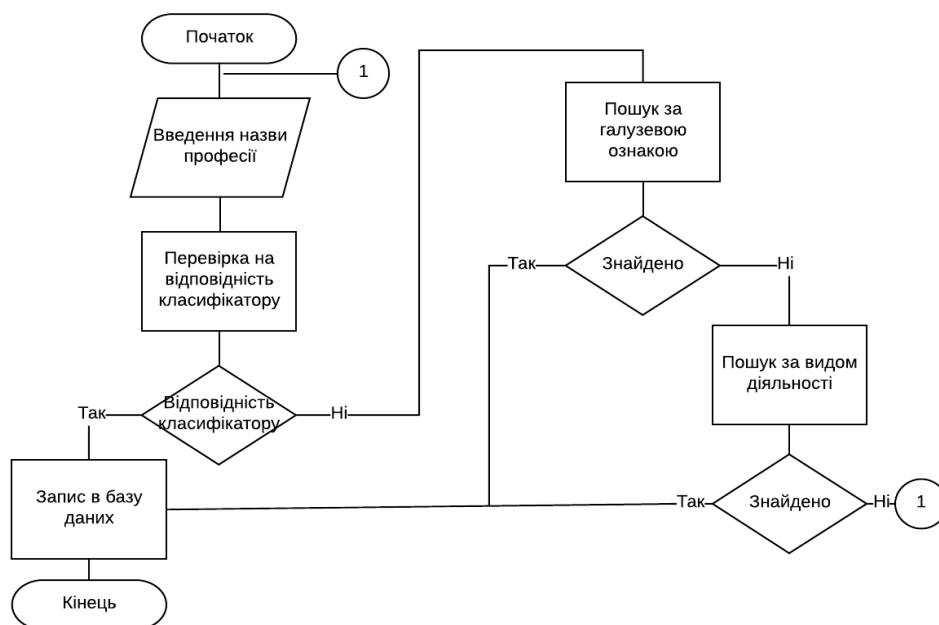 Початок
1
Введення назви
професії
Перевірка на
відповідність
класифікатору
Відповідність
класифікатору
Так
Ні
Запис в базу
даних
Кінець
Пошук за
галузевою
ознакою
Знайдено
Так
Ні
Пошук за видом
діяльності
Знайдено
Так
Ні
1